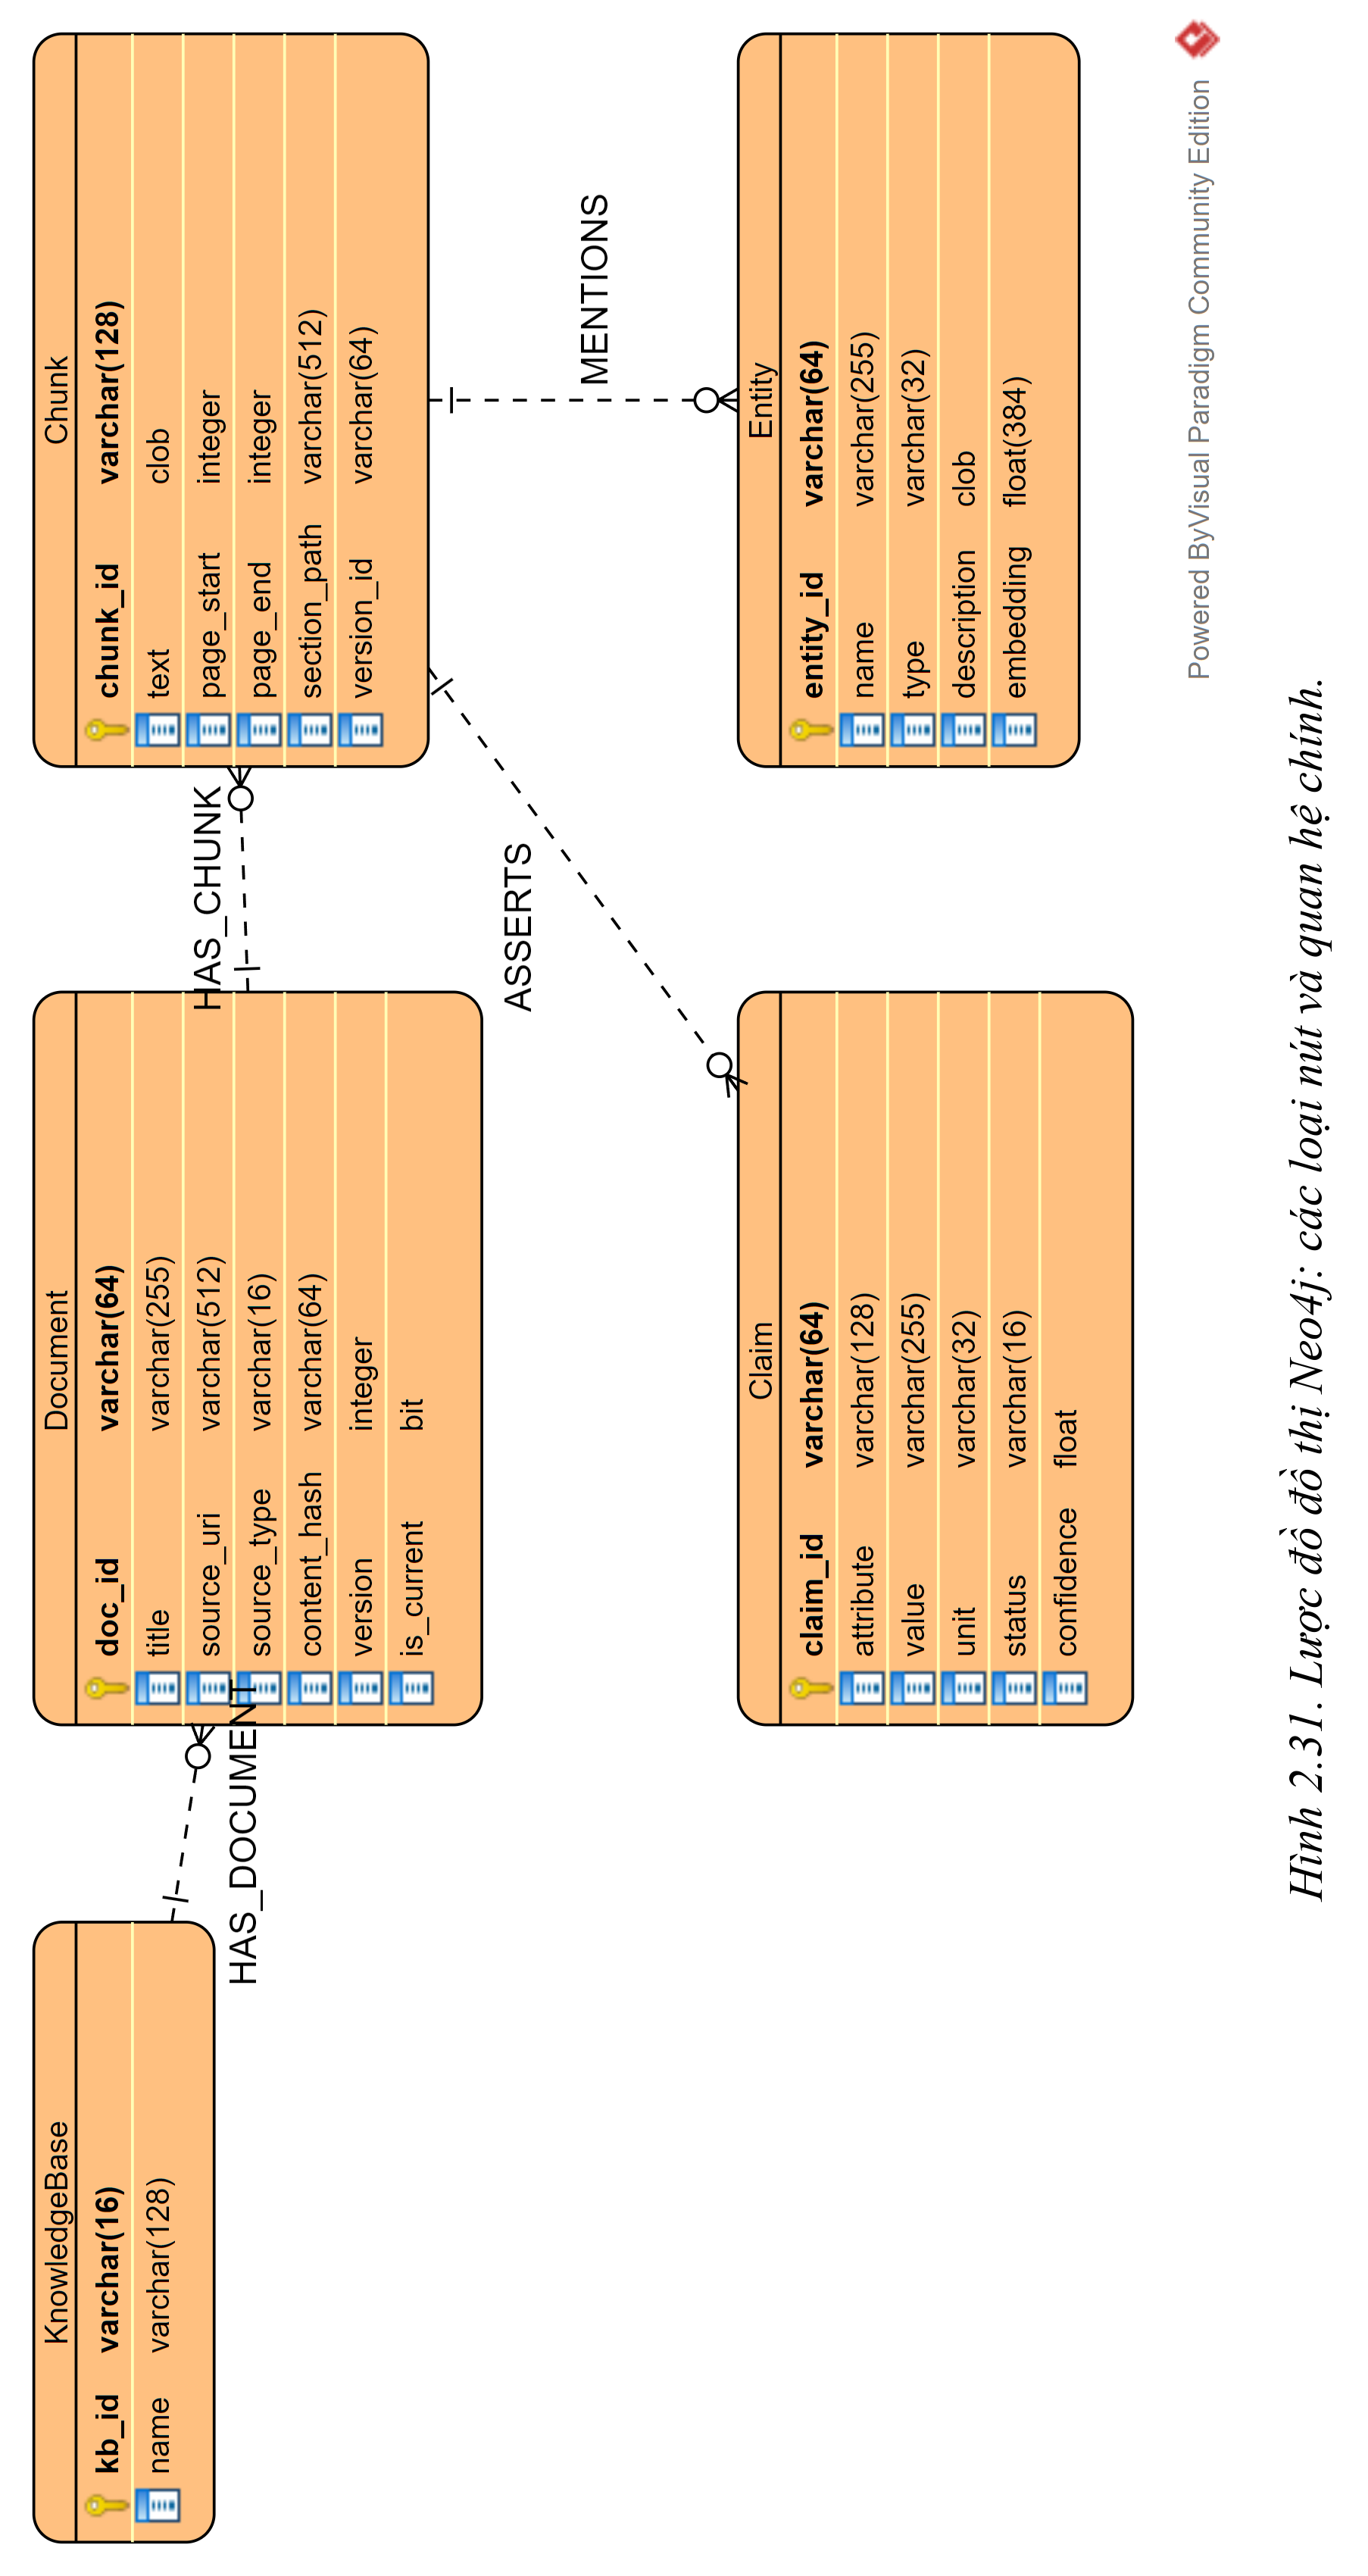 KnowledgeBase
kb_id varchar(16)
name varchar(128)
HAS_DOCUMENT
Document
doc_id varchar(64)
title varchar(255)
source_uri varchar(512)
source_type varchar(16)
content_hash varchar(64)
version integer
is_current bit
HAS_CHUNK
Chunk
chunk_id varchar(128)
text clob
page_start integer
page_end integer
section_path varchar(512)
version_id varchar(64)
ASSERTS
MENTIONS
Claim
claim_id varchar(64)
attribute varchar(128)
value varchar(255)
unit varchar(32)
status varchar(16)
confidence float
Entity
entity_id varchar(64)
name varchar(255)
type varchar(32)
description clob
embedding float(384)
Powered ByVisual Paradigm Community Edition
Hình 2.31. Lược đồ đồ thị Neo4j: các loại nút và quan hệ chính.